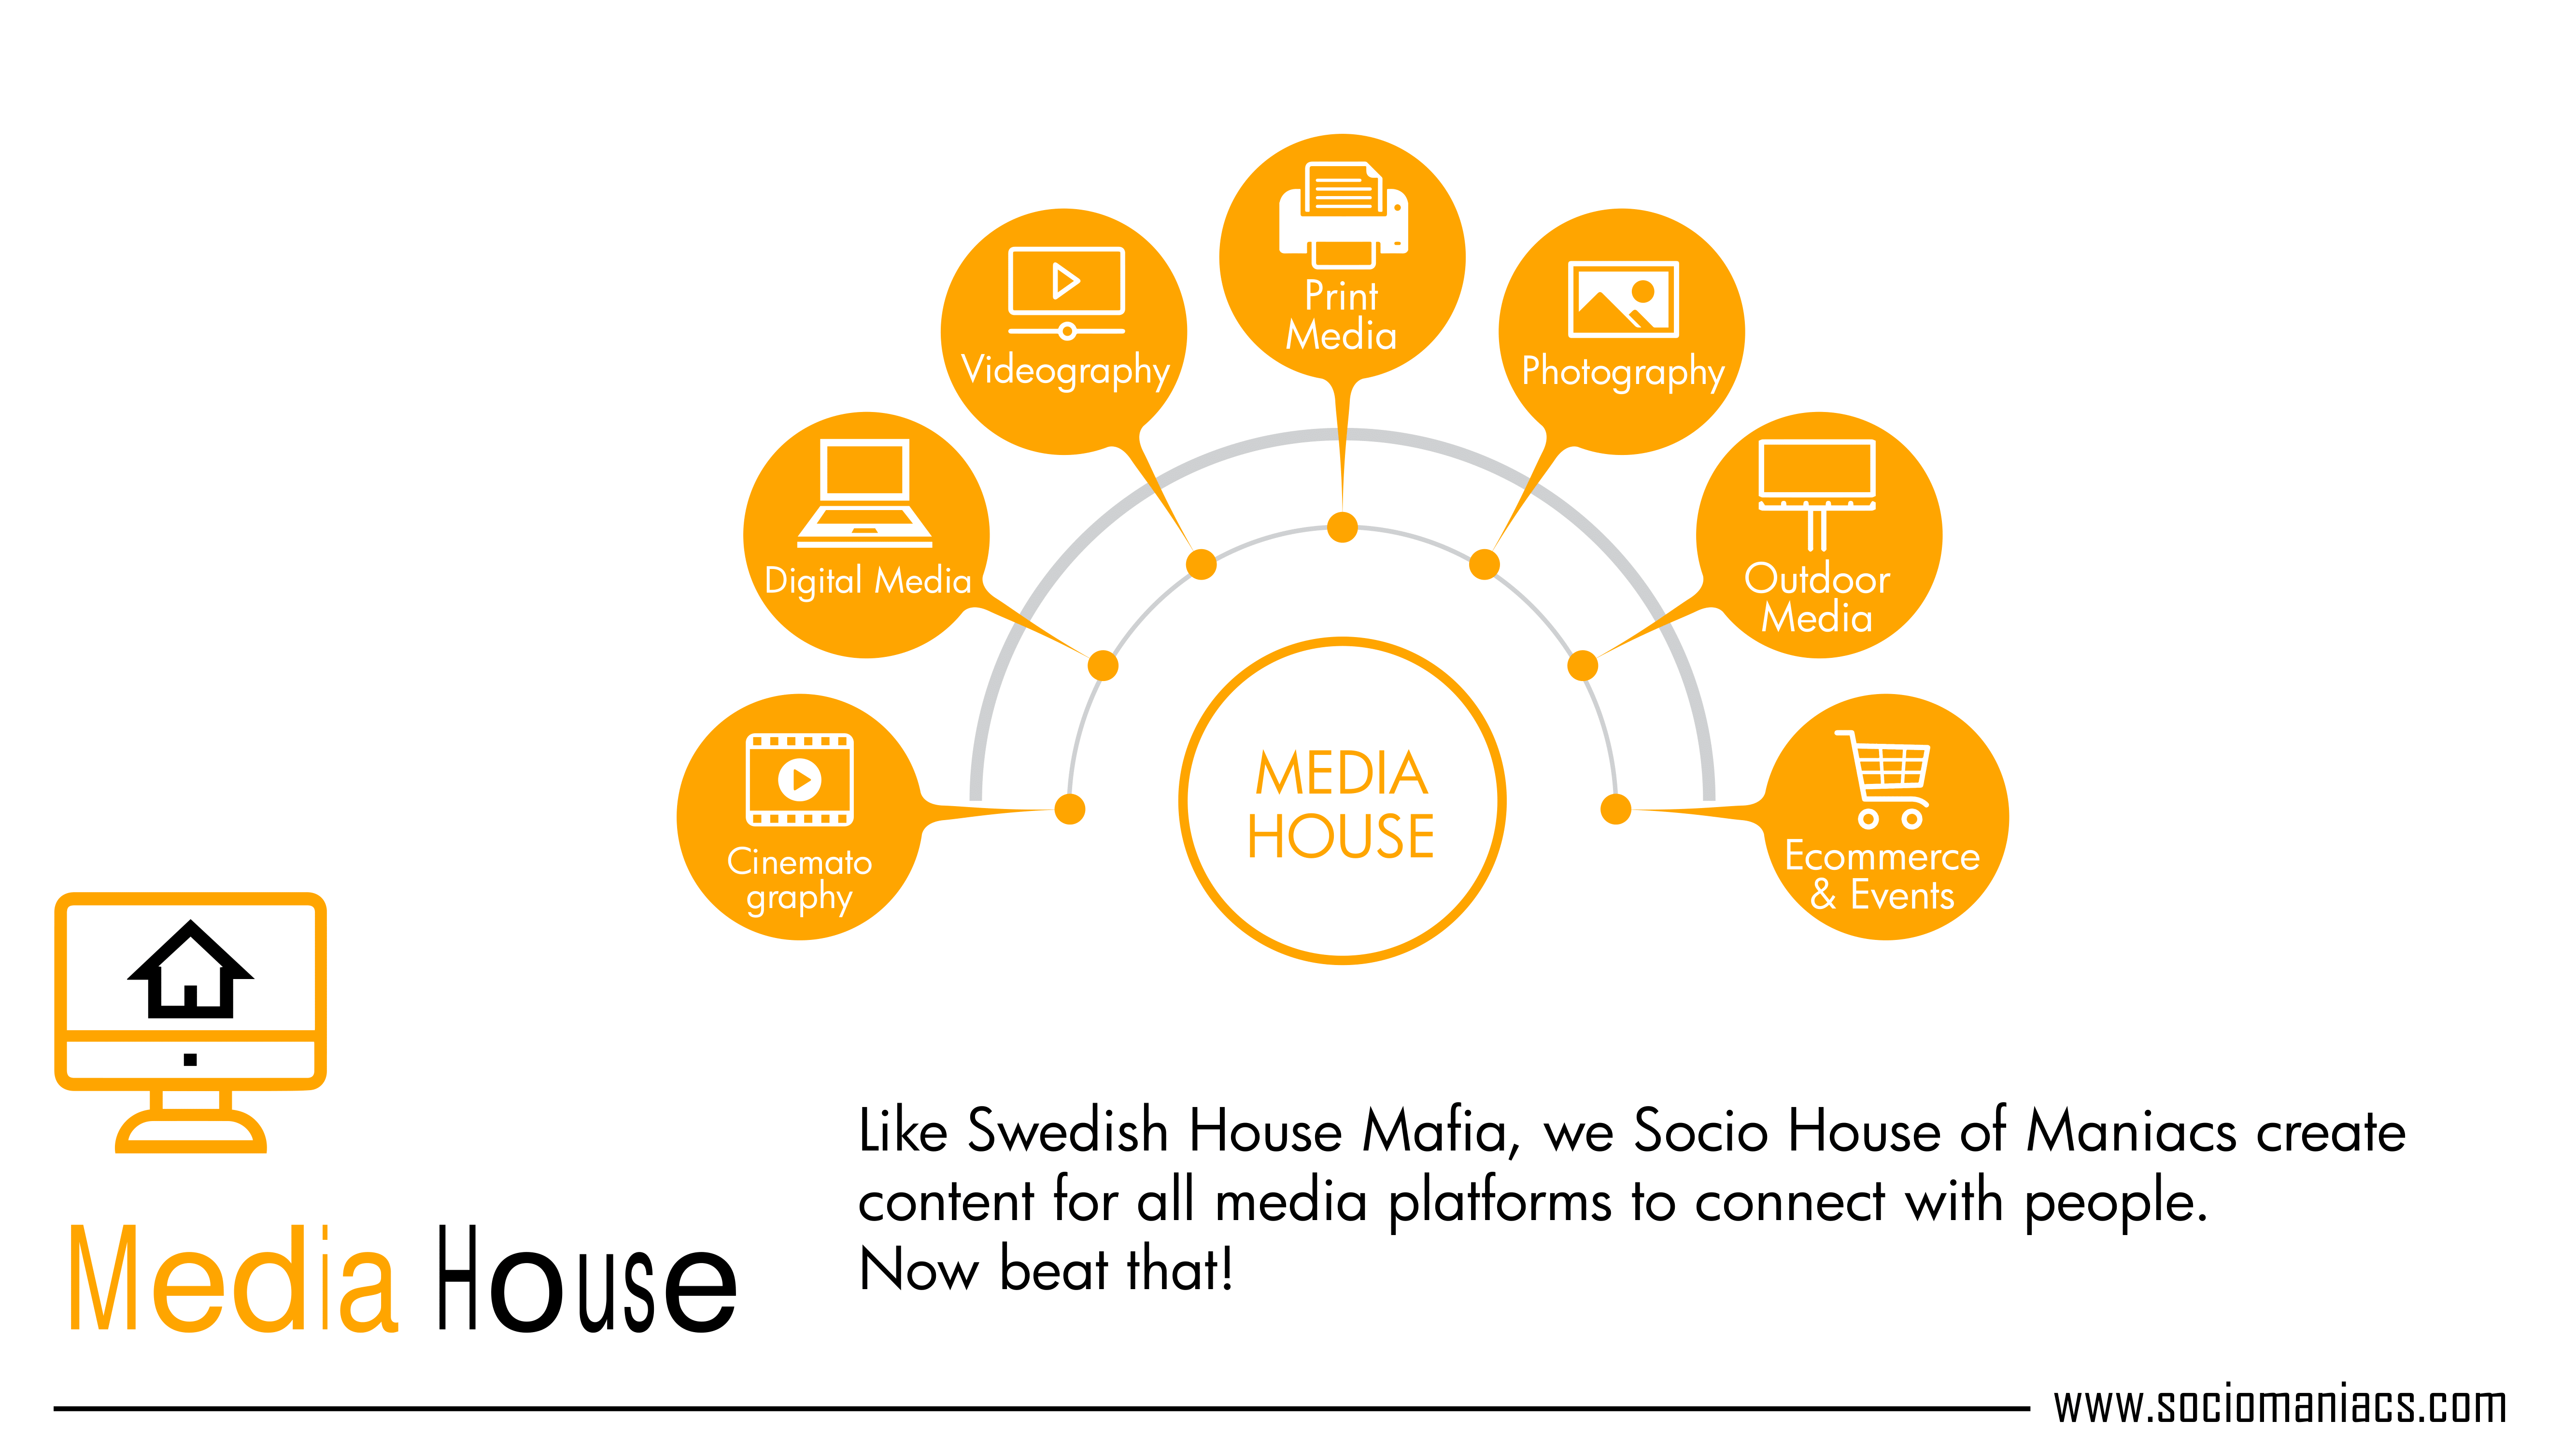 Print
Media
Videography
Photography
Digital Media
Outdoor
Media
MEDIA
HOUSE
Cinemato
graphy
Ecommerce
& Events
Like Swedish House Mafia, we Socio House of Maniacs create
content for all media platforms to connect with people.
Now beat that!
Media House
www.sociomaniacs.com